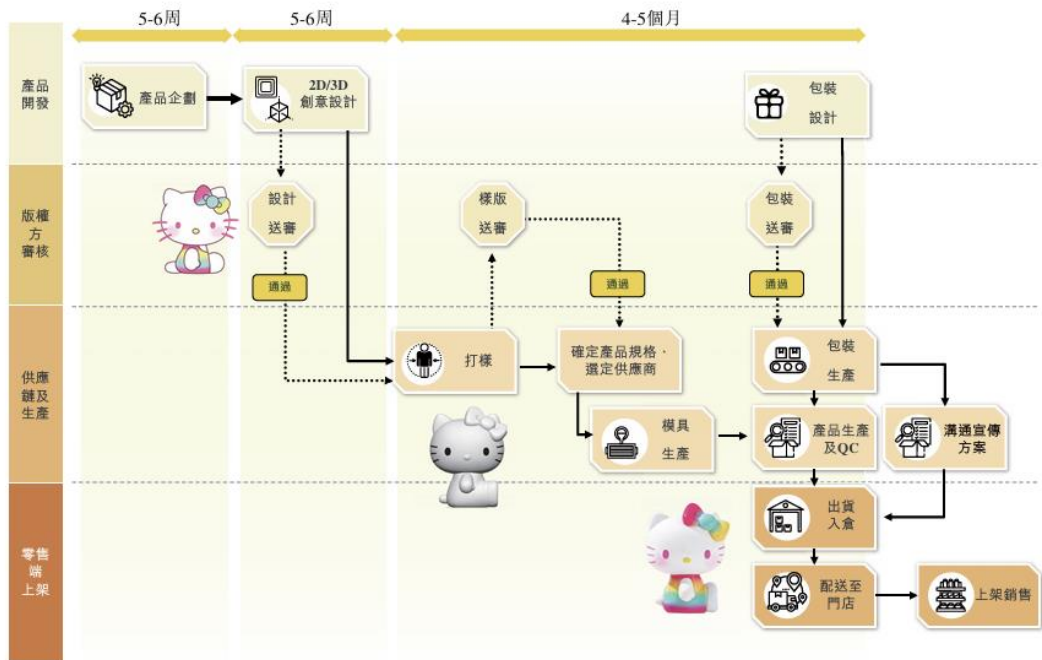 5-6周
5-6周
4-5個月
產品
開發
產品企劃
2D/3D
創意設計
包裝
設計
版權
方
審核
設計
送審
樣版
送審
包裝
送審
通過
通過
通過
供應
鏈及
生產
打樣
確定產品規格、
選定供應商
包裝
生產
模具
生產
產品生產
及QC
溝通宣傳
方案
零售
端
上架
出貨
入倉
配送至
門店
上架銷售